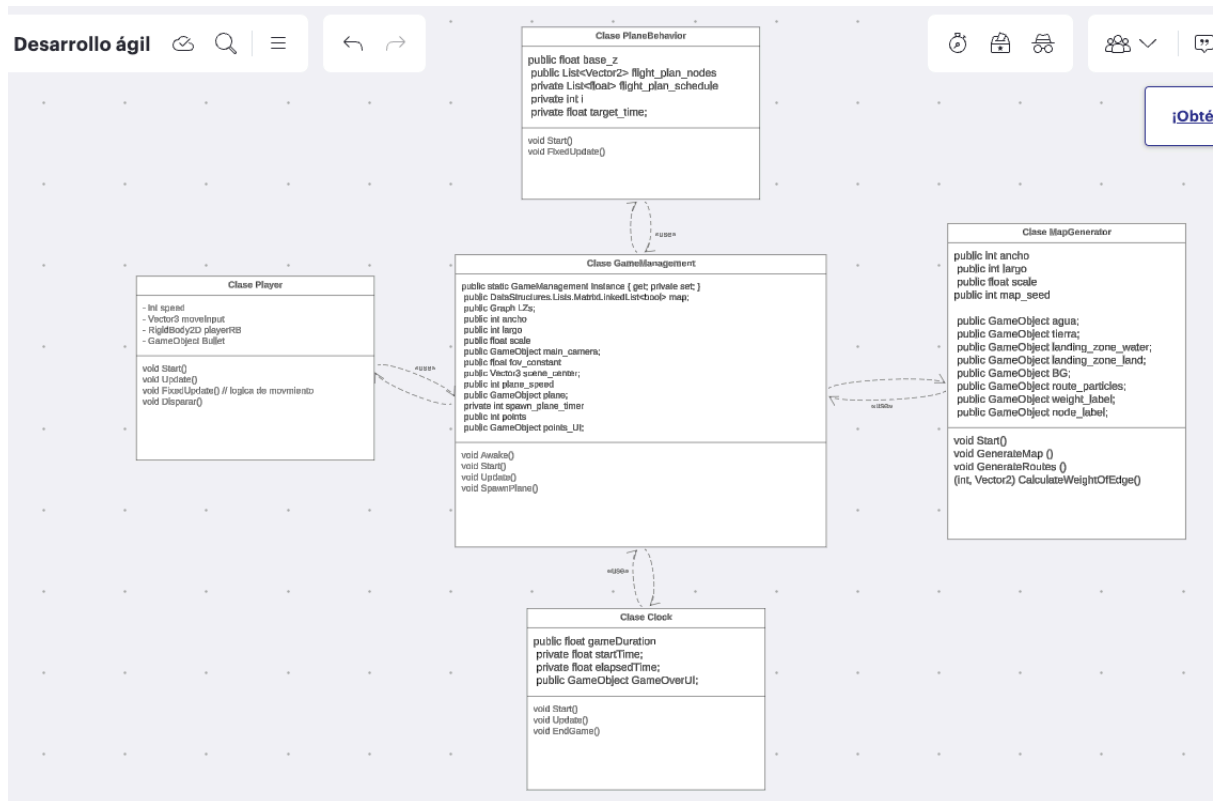 Desarrollo ágil
¡Obté
Clase PlaneBehavior
public float base_z
public List<Vector2> flight_plan_nodes
private List<float> flight_plan_schedule
private int i
private float target_time;
void Start()
void FixedUpdate()
«use»
Clase MapGenerator
public int ancho
public int largo
public float scale
public int map_seed
public GameObject agua;
public GameObject tierra;
public GameObject landing_zone_water;
public GameObject landing_zone_land;
public GameObject BG;
public GameObject route_particles;
public GameObject weight_label;
public GameObject node_label;
void Start()
void GenerateMap ()
void GenerateRoutes ()
(int, Vector2) CalculateWeightOfEdge()
Clase GameManagement
public static GameManagement Instance { get; private set; }
public DataStructures.Lists.MatrixLinkedList<bool> map;
public Graph LZs;
public int ancho
public int largo
public float scale
public GameObject main_camera;
public float fov_constant
public Vector3 scene_center;
public int plane_speed
public GameObject plane;
private int spawn_plane_timer
public int points
public GameObject points_UI;
void Awake()
void Start()
void Update()
void SpawnPlane()
Clase Player
- Int speed
- Vector3 moveInput
- RigidBody2D playerRB
- GameObject Bullet
void Start()
void Update()
void FixedUpdate() // logica de movmiento
void Disparar()
«use»
«use»
«use»
Clase Clock
public float gameDuration
private float startTime;
private float elapsedTime;
public GameObject GameOverUI;
void Start()
void Update()
void EndGame()